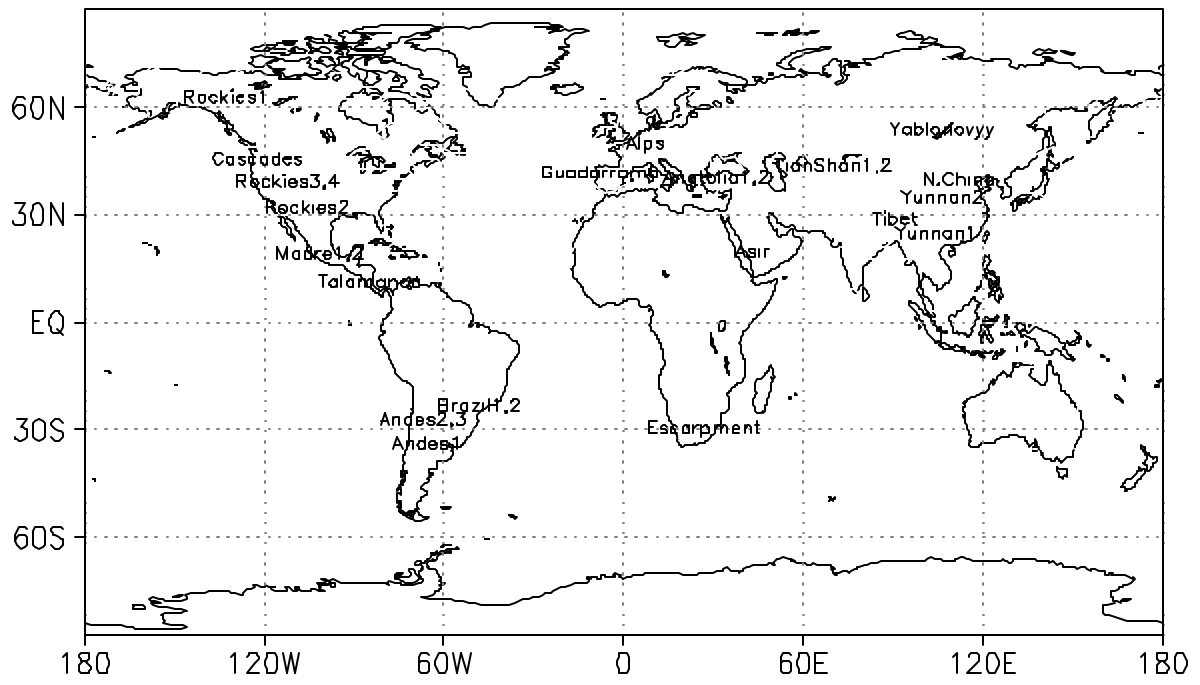 60N
Rockies1
Yablonovyy
Alps
Cascades
TianShan1,2
Guadarrama
Anatolia1,2
Rockies3,4
N.China
Yunnan2
Rockies2
30N
Tibet
Yunnan1
Madre1,2
Asir
Talamanca
EQ
Brazil1,2
Andes2,3
Escarpment
30S
Andes1
60S
180 120W 60W 0 60E 120E 180